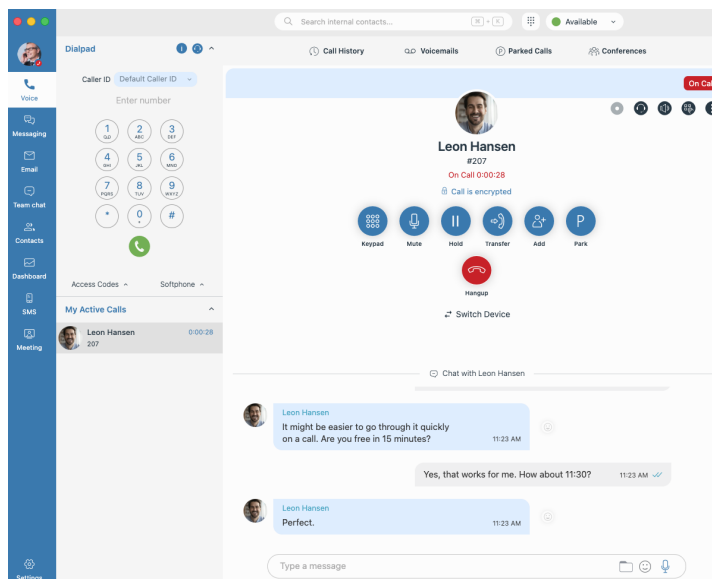 Search internal contacts...
⌘ + K
Available
Dialpad
Call History
Voicemails
Parked Calls
Conferences
Caller ID
Default Caller ID
Enter number
1
2 ABC
3 DEF
4 GHI
5 JKL
6 MNO
7 PQRS
8 TUV
9 WXYZ
*
0
+
#
Access Codes
Softphone
My Active Calls
Leon Hansen
0:00:28
207
Voice
Messaging
Email
Team chat
Contacts
Dashboard
SMS
Meeting
Settings
On Cal
Leon Hansen
#207
On Call 0:00:28
Call is encrypted
Keypad
Mute
Hold
Transfer
Add
P
Park
Hangup
Switch Device
Chat with Leon Hansen
Leon Hansen
It might be easier to go through it quickly
on a call. Are you free in 15 minutes?
11:23 AM
Yes, that works for me. How about 11:30?
11:23 AM
Leon Hansen
Perfect.
11:23 AM
Type a message